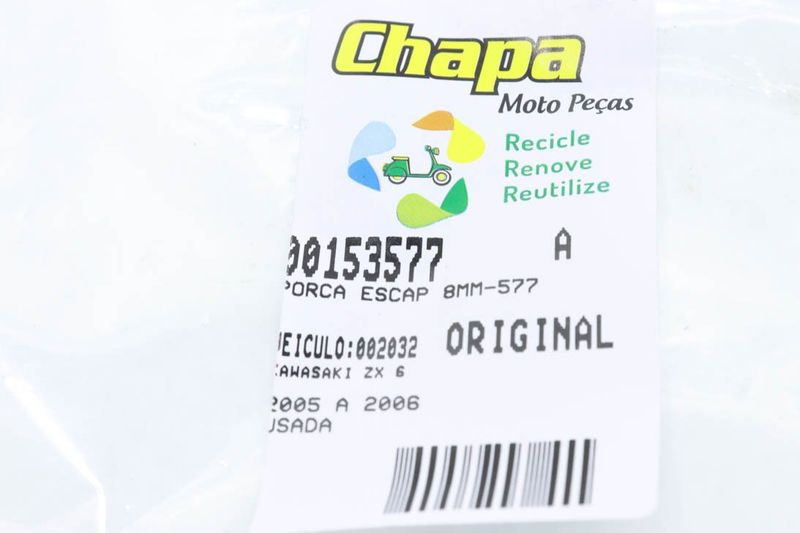 Chapa
Moto Peças
Recicle
Renove
Reutilize
00153577 A
PORCA ESCAP 8MM-577
VEICULO:002032 ORIGINAL
KAWASAKI ZX 6
2005 A 2006
USADA